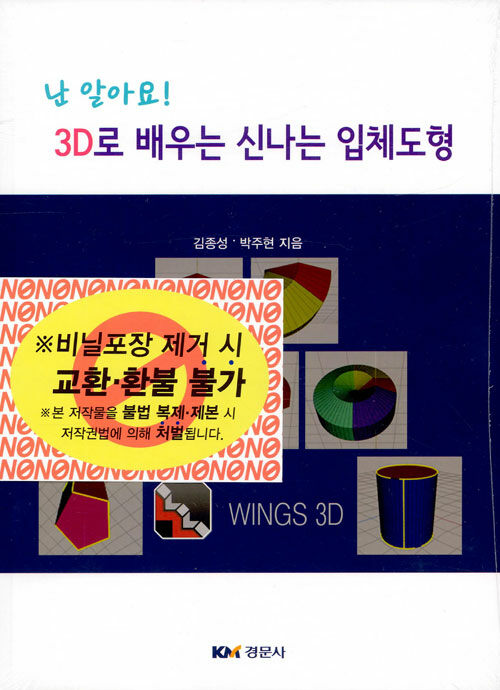 난 알아요!
3D로 배우는 신나는 입체도형
김종성 · 박주현 지음
NONONONONO
NONONONONO
※비닐포장 제거 시
교환·환불 불가
※본 저작물을 불법 복제·제본 시
저작권법에 의해 처벌됩니다.
NONONONONO
WINGS 3D
KM 경문사